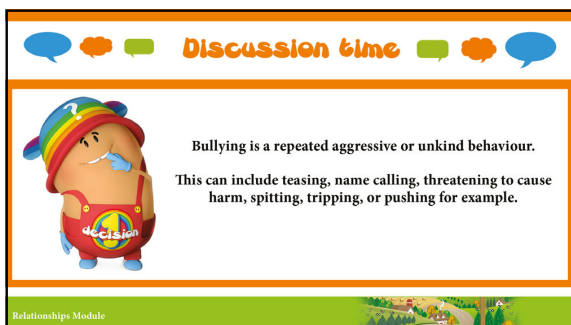 Discussion time
?
Bullying is a repeated aggressive or unkind behaviour.
This can include teasing, name calling, threatening to cause
harm, spitting, tripping, or pushing for example.
1
decision
Relationships Module